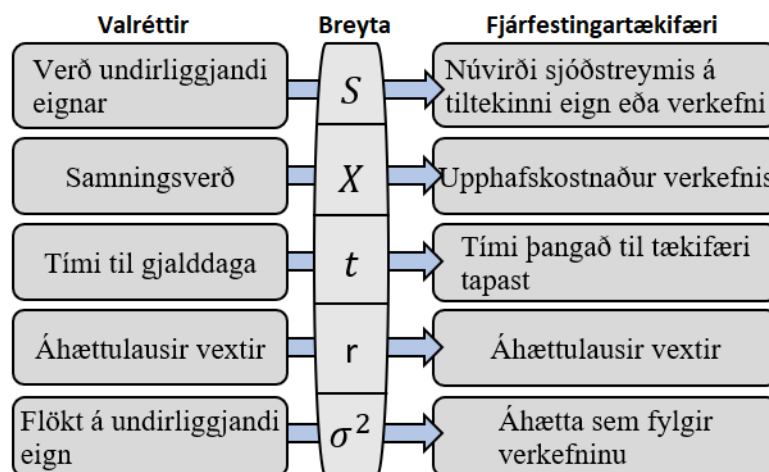 Valréttir Breyta Fjárfestingartækifæri
Verð undirliggjandi
eignar
S
Núvirði sjóðstreymis á
tiltekinni eign eða verkefni
Samningsverð
X
Upphafskostnaður verkefnis
Tími til gjalddaga
t
Tími þangað til tækifæri
tapast
Áhættulausir vextir
r
Áhættulausir vextir
Flökt á undirliggjandi
eign
σ²
Áhætta sem fylgir
verkefninu